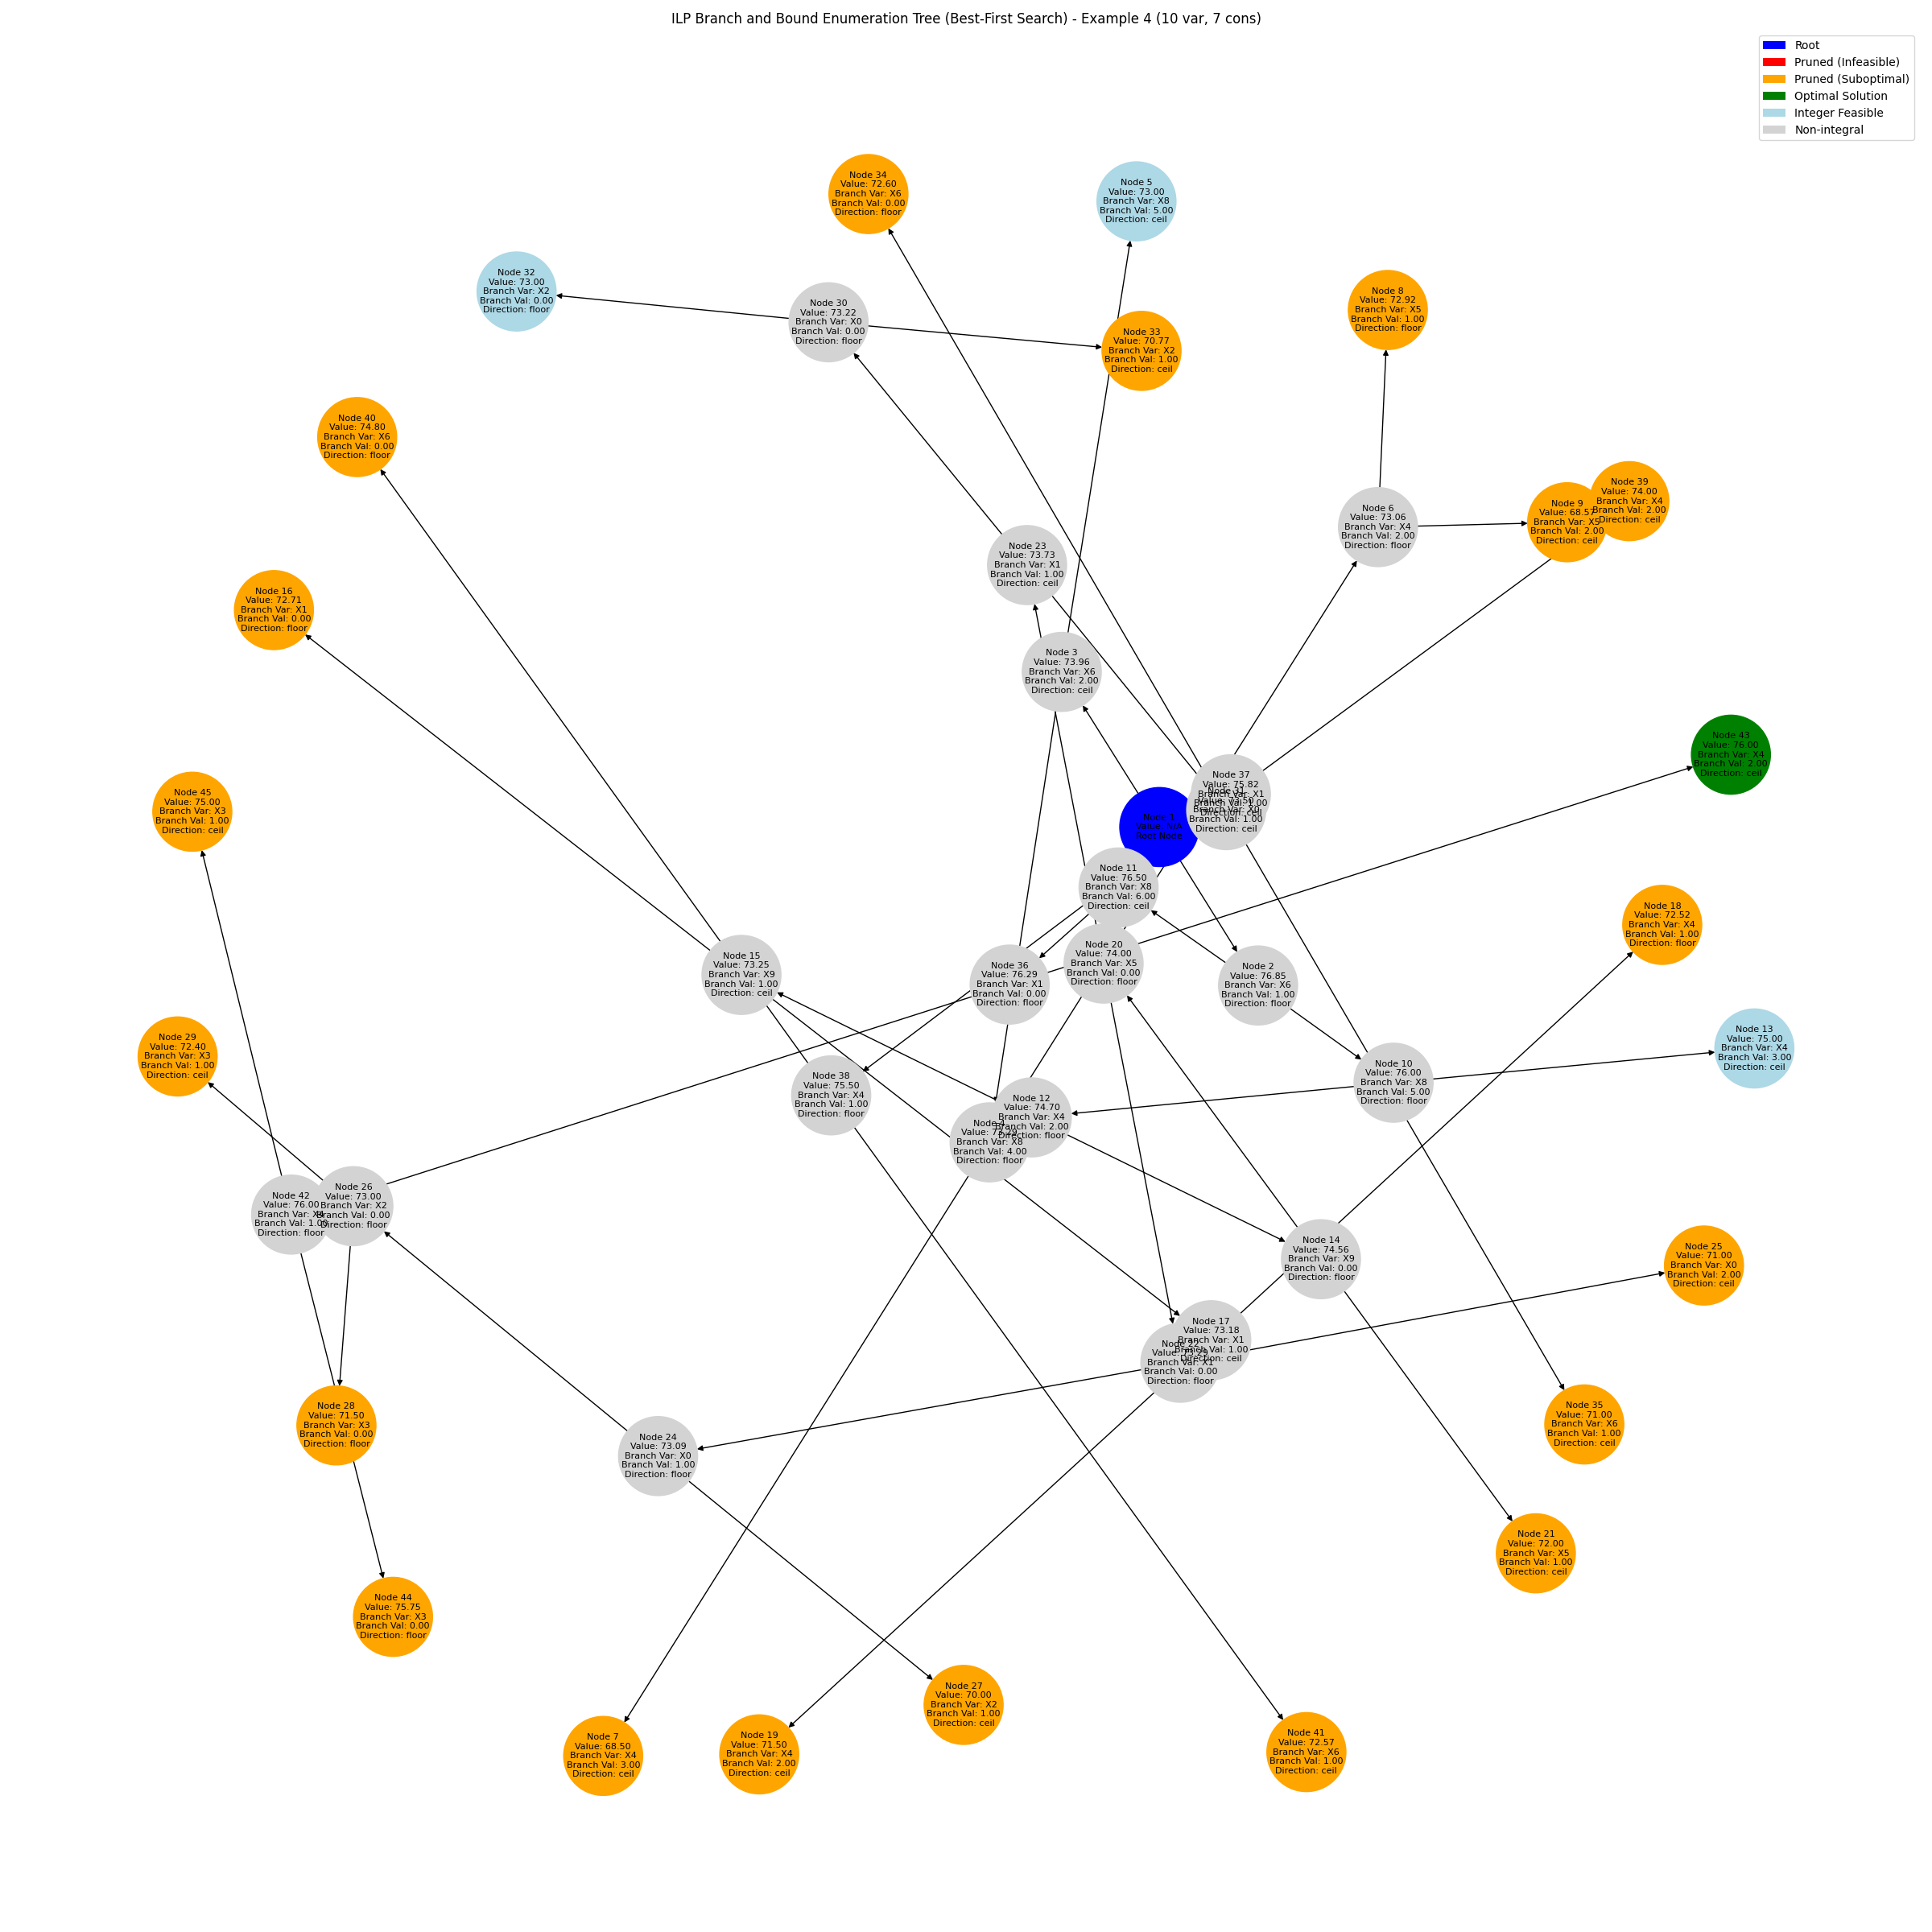 ILP Branch and Bound Enumeration Tree (Best-First Search) - Example 4 (10 var, 7 cons)
Root
Pruned (Infeasible)
Pruned (Suboptimal)
Optimal Solution
Integer Feasible
Non-integral
Node 34
Value: 72.60
Branch Var: X6
Branch Val: 0.00
Direction: floor
Node 5
Value: 73.00
Branch Var: X8
Branch Val: 5.00
Direction: ceil
Node 32
Value: 73.00
Branch Var: X2
Branch Val: 0.00
Direction: floor
Node 30
Value: 73.22
Branch Var: X0
Branch Val: 0.00
Direction: floor
Node 33
Value: 70.77
Branch Var: X2
Branch Val: 1.00
Direction: ceil
Node 8
Value: 72.92
Branch Var: X5
Branch Val: 1.00
Direction: floor
Node 40
Value: 74.80
Branch Var: X6
Branch Val: 0.00
Direction: floor
Node 39
Value: 74.00
Branch Var: X4
Branch Val: 2.00
Direction: ceil
Node 9
Value: 68.57
Branch Var: X5
Branch Val: 2.00
Direction: ceil
Node 6
Value: 73.06
Branch Var: X4
Branch Val: 2.00
Direction: floor
Node 23
Value: 73.73
Branch Var: X1
Branch Val: 1.00
Direction: ceil
Node 16
Value: 72.71
Branch Var: X1
Branch Val: 0.00
Direction: floor
Node 3
Value: 73.96
Branch Var: X6
Branch Val: 2.00
Direction: ceil
Node 43
Value: 76.00
Branch Var: X4
Branch Val: 2.00
Direction: ceil
Node 37
Value: 75.82
Branch Var: X1
Branch Val: 1.00
Direction: ceil
Node 31
Branch Var: X0
Branch Val: 1.00
Direction: ceil
Node 1
Value: N/A
Root Node
Node 45
Value: 75.00
Branch Var: X3
Branch Val: 1.00
Direction: ceil
Node 11
Value: 76.50
Branch Var: X8
Branch Val: 6.00
Direction: ceil
Node 18
Value: 72.52
Branch Var: X4
Branch Val: 1.00
Direction: floor
Node 20
Value: 74.00
Branch Var: X5
Branch Val: 0.00
Direction: floor
Node 15
Value: 73.25
Branch Var: X9
Branch Val: 1.00
Direction: ceil
Node 36
Value: 76.29
Branch Var: X1
Branch Val: 0.00
Direction: floor
Node 2
Value: 76.85
Branch Var: X6
Branch Val: 1.00
Direction: floor
Node 13
Value: 75.00
Branch Var: X4
Branch Val: 3.00
Direction: ceil
Node 29
Value: 72.40
Branch Var: X3
Branch Val: 1.00
Direction: ceil
Node 10
Value: 76.00
Branch Var: X8
Branch Val: 5.00
Direction: floor
Node 38
Value: 75.50
Branch Var: X4
Branch Val: 1.00
Direction: floor
Node 12
Value: 74.70
Branch Var: X4
Branch Val: 2.00
Direction: floor
Node 4
Branch Var: X8
Branch Val: 4.00
Direction: floor
Node 26
Value: 73.00
Branch Var: X2
Branch Val: 0.00
Direction: floor
Node 42
Value: 76.00
Branch Var: X4
Branch Val: 1.00
Direction: floor
Node 14
Value: 74.56
Branch Var: X9
Branch Val: 0.00
Direction: floor
Node 25
Value: 71.00
Branch Var: X0
Branch Val: 2.00
Direction: ceil
Node 17
Value: 73.18
Branch Var: X1
Branch Val: 1.00
Direction: ceil
Node 22
Branch Var: X1
Branch Val: 0.00
Direction: floor
Node 28
Value: 71.50
Branch Var: X3
Branch Val: 0.00
Direction: floor
Node 35
Value: 71.00
Branch Var: X6
Branch Val: 1.00
Direction: ceil
Node 24
Value: 73.09
Branch Var: X0
Branch Val: 1.00
Direction: floor
Node 21
Value: 72.00
Branch Var: X5
Branch Val: 1.00
Direction: ceil
Node 44
Value: 75.75
Branch Var: X3
Branch Val: 0.00
Direction: floor
Node 27
Value: 70.00
Branch Var: X2
Branch Val: 1.00
Direction: ceil
Node 7
Value: 68.50
Branch Var: X4
Branch Val: 3.00
Direction: ceil
Node 19
Value: 71.50
Branch Var: X4
Branch Val: 2.00
Direction: ceil
Node 41
Value: 72.57
Branch Var: X6
Branch Val: 1.00
Direction: ceil